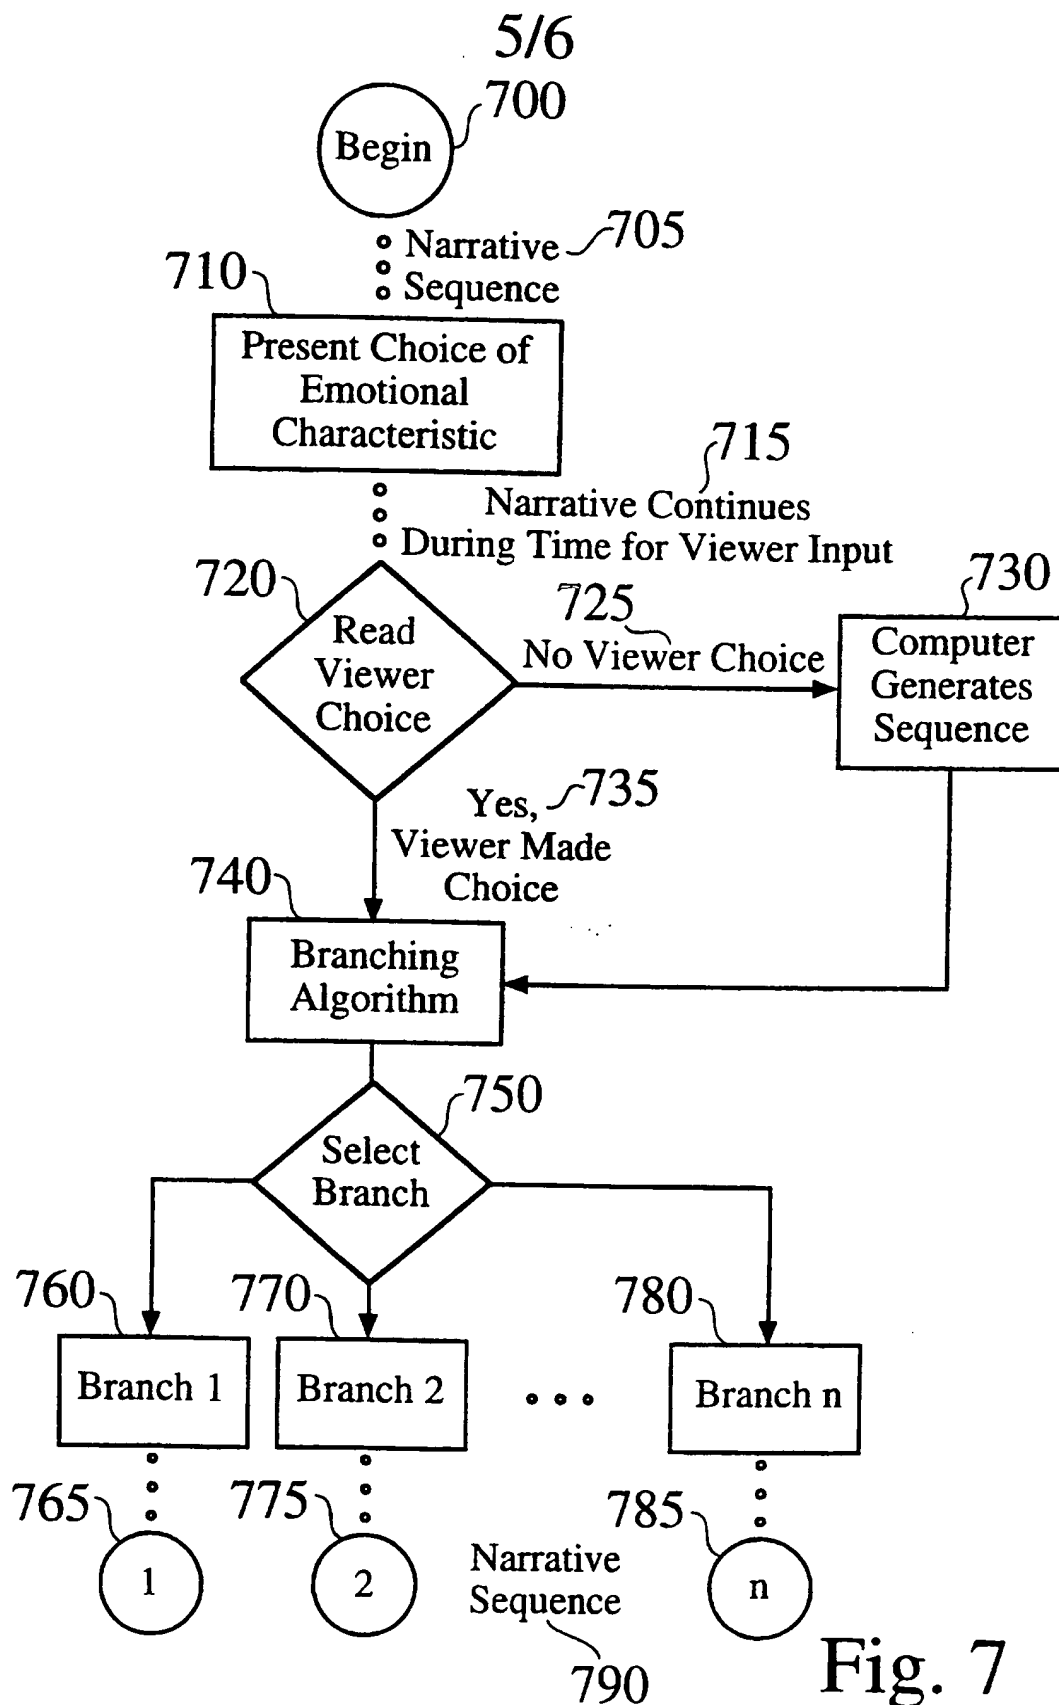 5/6
700
Begin
Narrative
705
Sequence
710
Present Choice of
Emotional
Characteristic
715
Narrative Continues
During Time for Viewer Input
720
Read
Viewer
Choice
725
No Viewer Choice
730
Computer
Generates
Sequence
Yes,
735
Viewer Made
Choice
740
Branching
Algorithm
750
Select
Branch
760
770
780
Branch 1
Branch 2
Branch n
765
775
785
1
2
n
Narrative
Sequence
790
Fig. 7